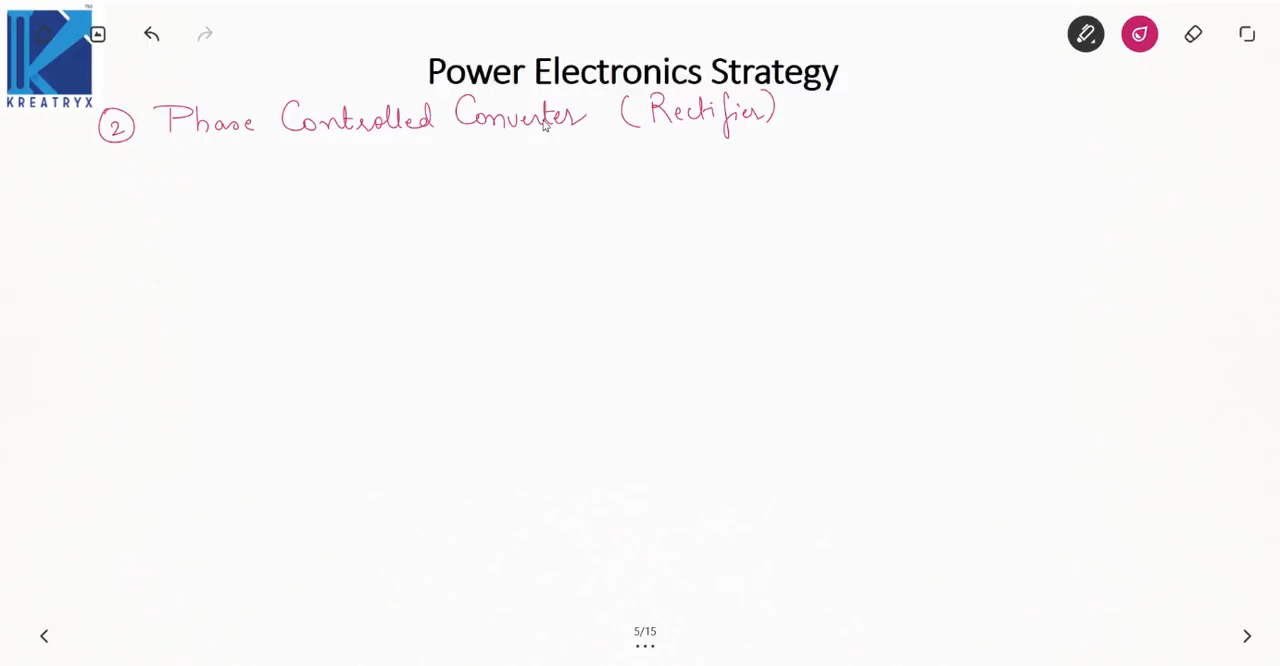 KREATRYX
Power Electronics Strategy
2 Phase Controlled Converter (Rectifier)
5/15